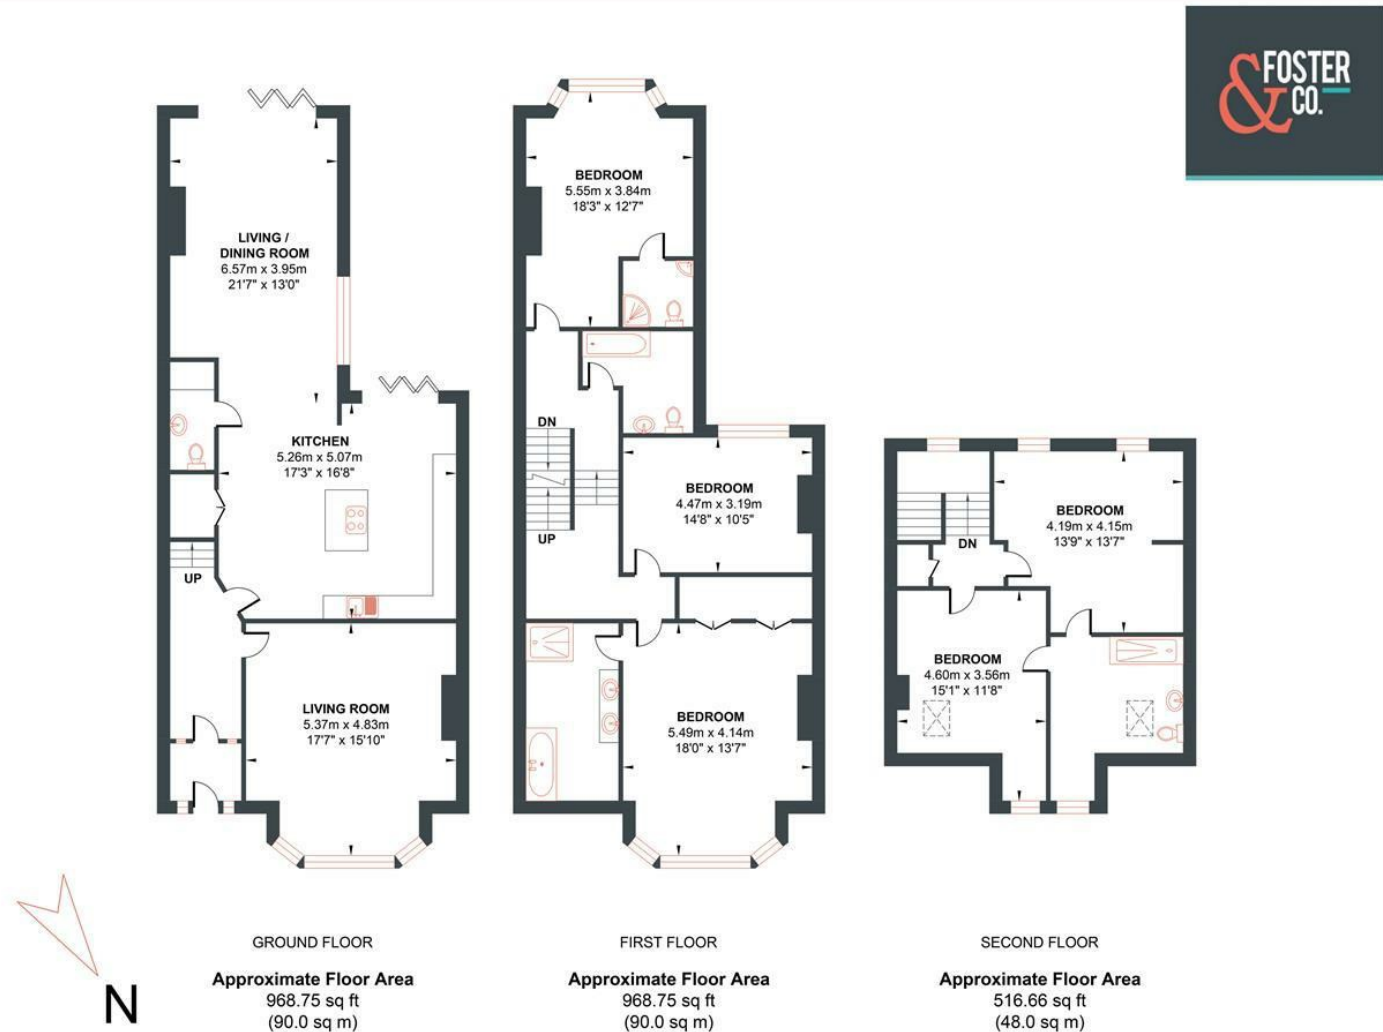 & FOSTER
CO.
LIVING /
DINING ROOM
6.57m x 3.95m
21'7" x 13'0"
KITCHEN
5.26m x 5.07m
17'3" x 16'8"
UP
LIVING ROOM
5.37m x 4.83m
17'7" x 15'10"
BEDROOM
5.55m x 3.84m
18'3" x 12'7"
DN
UP
BEDROOM
4.47m x 3.19m
14'8" x 10'5"
BEDROOM
5.49m x 4.14m
18'0" x 13'7"
BEDROOM
4.19m x 4.15m
13'9" x 13'7"
DN
BEDROOM
4.60m x 3.56m
15'1" x 11'8"
N
GROUND FLOOR
Approximate Floor Area
968.75 sq ft
(90.0 sq m)
FIRST FLOOR
Approximate Floor Area
968.75 sq ft
(90.0 sq m)
SECOND FLOOR
Approximate Floor Area
516.66 sq ft
(48.0 sq m)